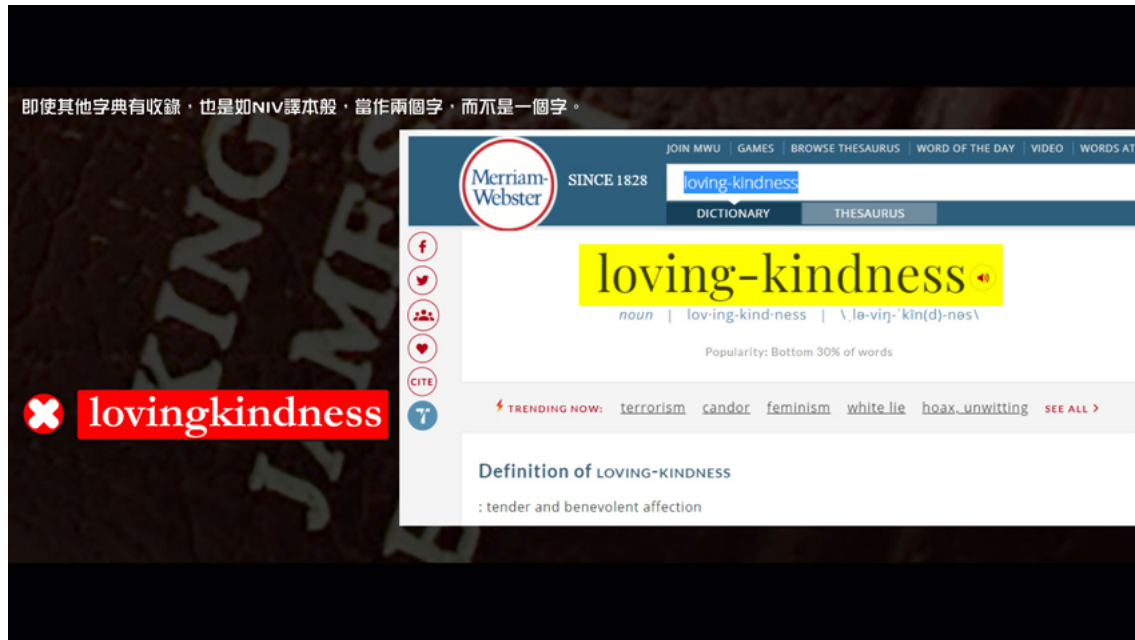 即使其他字典有收錄，也是如NIV譯本般，當作兩個字，而不是一個字。
JOIN MWU | GAMES | BROWSE THESAURUS | WORD OF THE DAY | VIDEO | WORDS AT
Merriam-
Webster
SINCE 1828
loving-kindness
DICTIONARY THESAURUS
loving-kindness
noun | lov·ing-kind·ness | \ˌlə-viŋ-ˈkīn(d)-nəs\
Popularity: Bottom 30% of words
CITE
lovingkindness
TRENDING NOW: terrorism candor feminism white lie hoax, unwitting SEE ALL >
Definition of LOVING-KINDNESS
: tender and benevolent affection
KING
JAMES